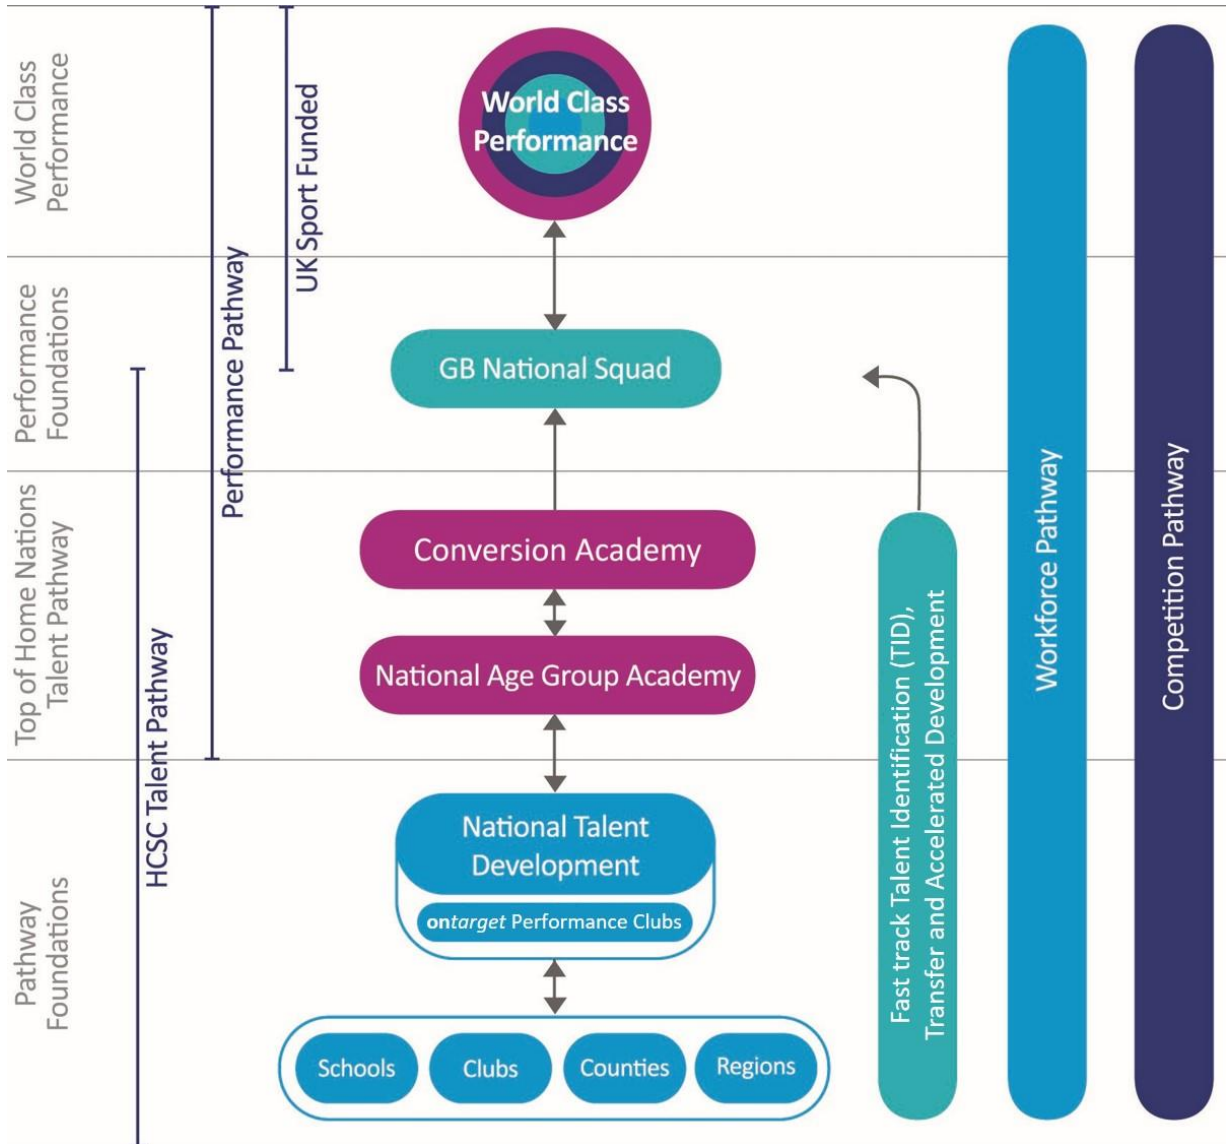 World Class
Performance
UK Sport Funded
World Class
Performance
Performance
Foundations
Performance Pathway
GB National Squad
Top of Home Nations
Talent Pathway
HCSC Talent Pathway
Conversion Academy
National Age Group Academy
Pathway
Foundations
National Talent
Development
ontarget Performance Clubs
Schools
Clubs
Counties
Regions
Fast track Talent Identification (TID),
Transfer and Accelerated Development
Workforce Pathway
Competition Pathway